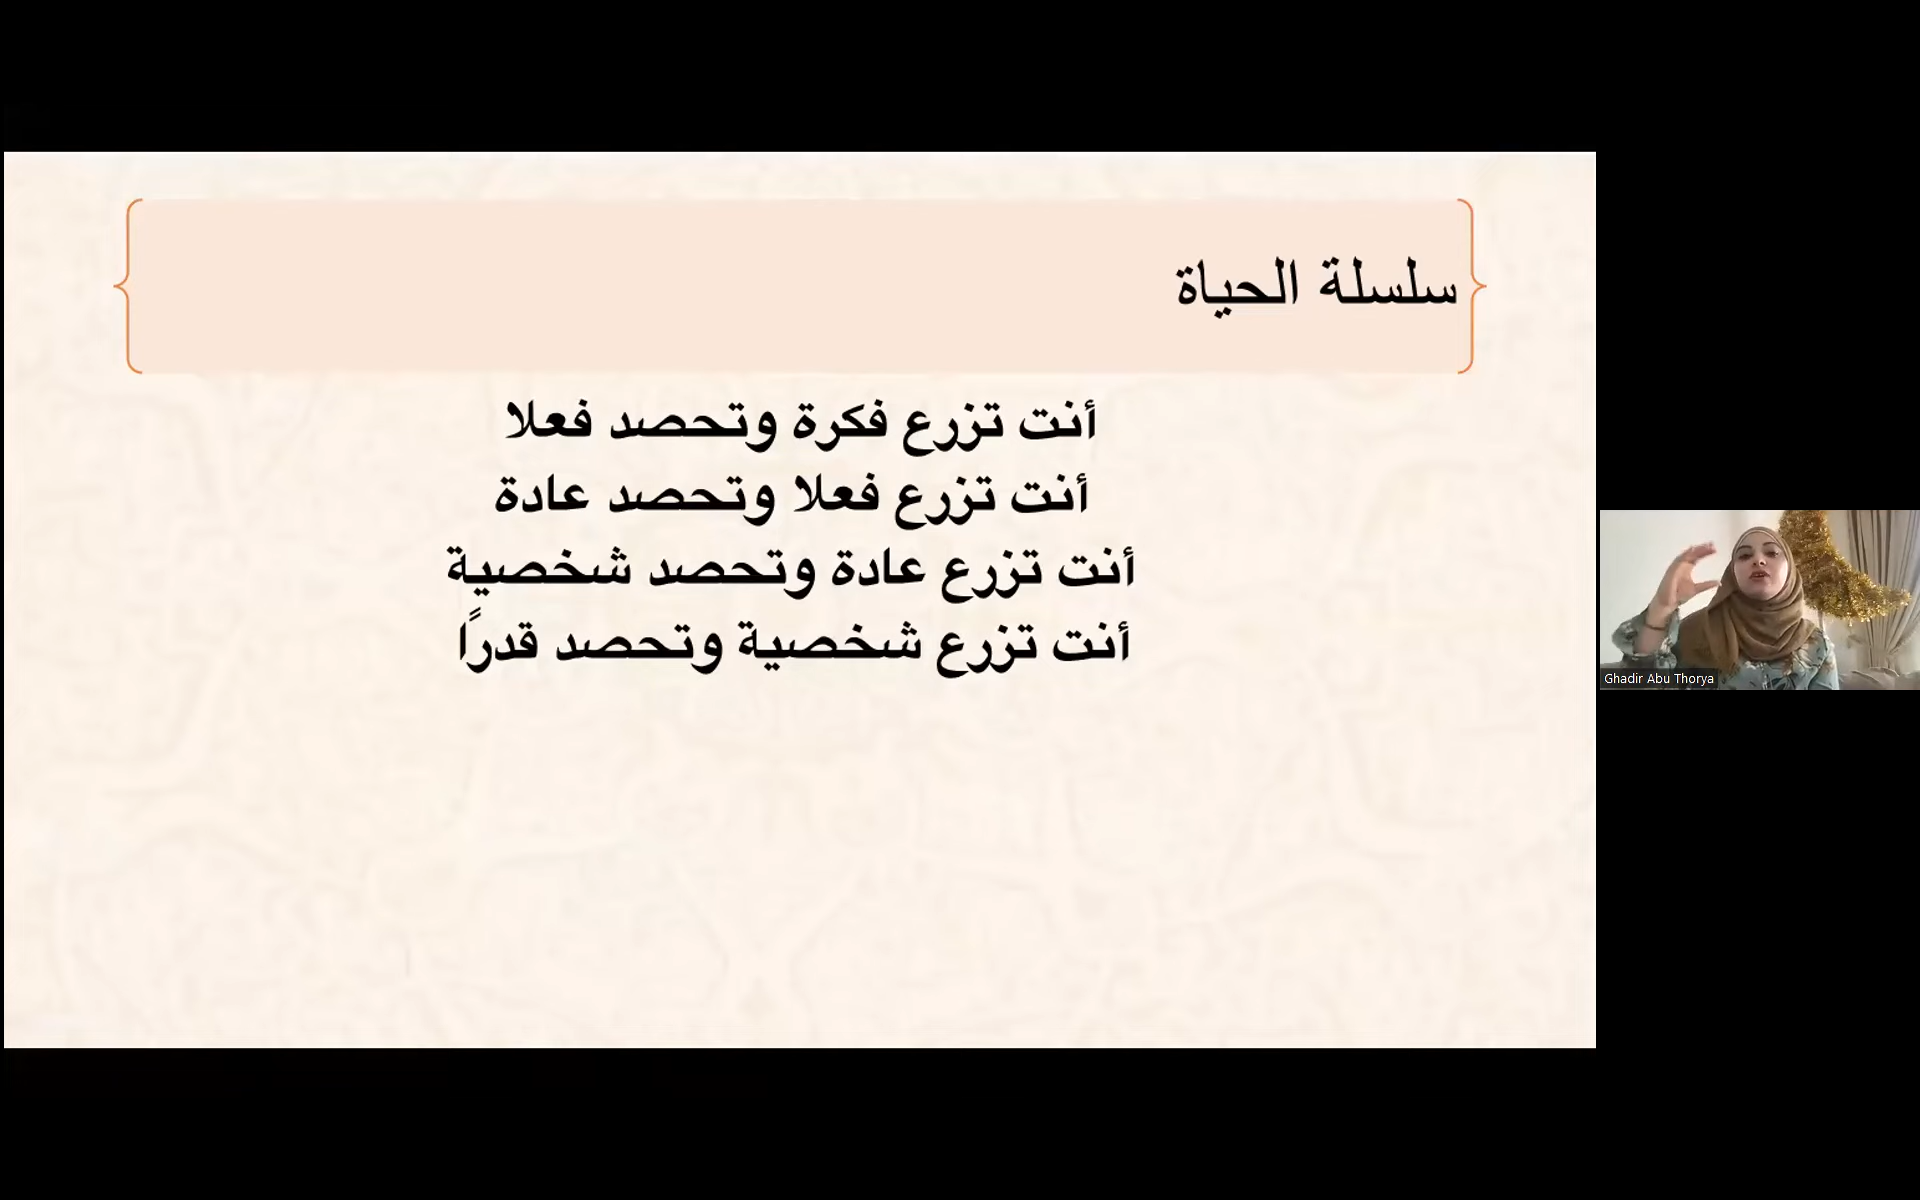 سلسلة الحياة
أنت تزرع فكرة وتحصد فعلا
أنت تزرع فعلا وتحصد عادة
أنت تزرع عادة وتحصد شخصية
أنت تزرع شخصية وتحصد قدرًا
Ghadir Abu Thorya